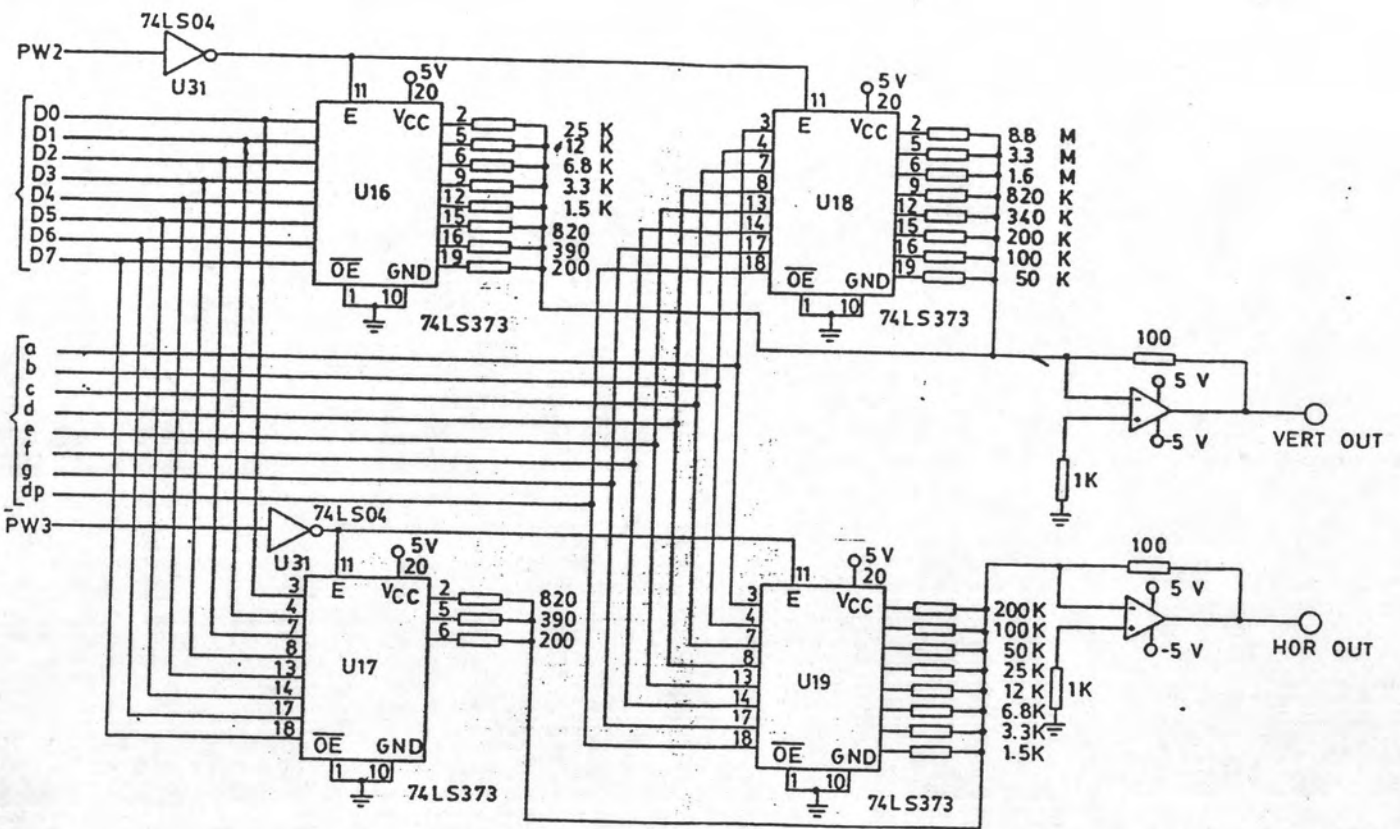 74LS04
PW2
U31
D0
D1
D2
D3
D4
D5
D6
D7
11
5V
20
E
VCC
U16
OE
GND
1
10
74LS373
2
5
6
9
12
15
16
19
25 K
12 K
6.8 K
3.3 K
1.5 K
820
390
200
11
5V
20
E
VCC
3
4
7
8
13
14
17
18
U18
OE
GND
1
10
74LS373
2
5
6
9
12
15
16
19
8.8 M
3.3 M
1.6 M
820 K
340 K
200 K
100 K
50 K
a
b
c
d
e
f
g
dp
100
5 V
-
+
-5 V
1K
VERT OUT
74LS04
PW3
U31
11
5V
20
E
VCC
3
4
7
8
13
14
17
18
U17
OE
GND
1
10
74LS373
2
5
6
820
390
200
11
5V
20
E
VCC
3
4
7
8
13
14
17
18
U19
OE
GND
1
10
74LS373
200K
100K
50K
25 K
12 K
6.8K
3.3K
1.5K
100
5 V
-
+
-5 V
1K
HOR OUT